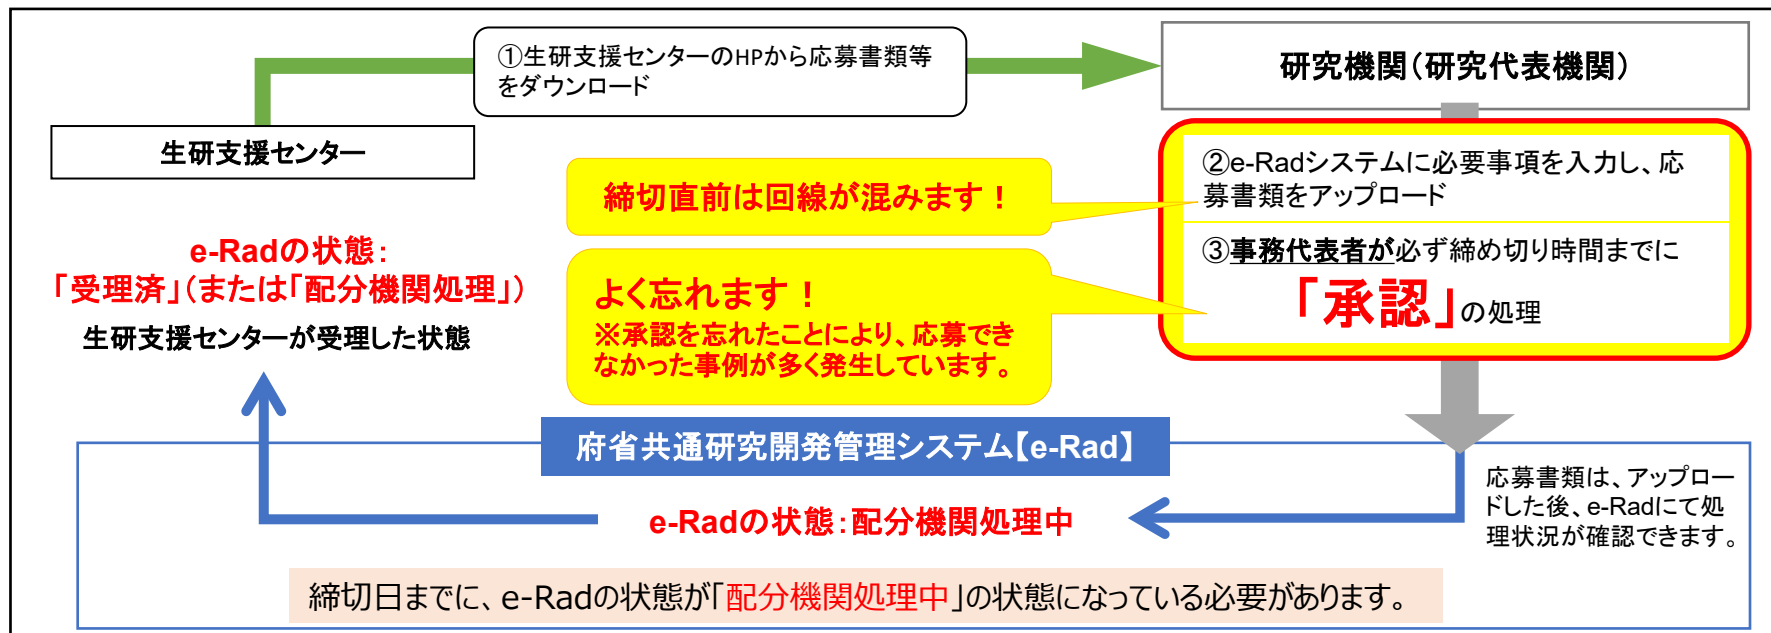 ①生研支援センターのHPから応募書類等
をダウンロード
研究機関（研究代表機関）
生研支援センター
②e-Radシステムに必要事項を入力し、応
募書類をアップロード
締切直前は回線が混みます！
③事務代表者が必ず締め切り時間までに
「承認」の処理
よく忘れます！
※承認を忘れたことにより、応募でき
なかった事例が多く発生しています。
e-Radの状態：
「受理済」（または「配分機関処理」）
生研支援センターが受理した状態
府省共通研究開発管理システム【e-Rad】
応募書類は、アップロー
ドした後、e-Radにて処
理状況が確認できます。
e-Radの状態：配分機関処理中
締切日までに、e-Radの状態が「配分機関処理中」の状態になっている必要があります。